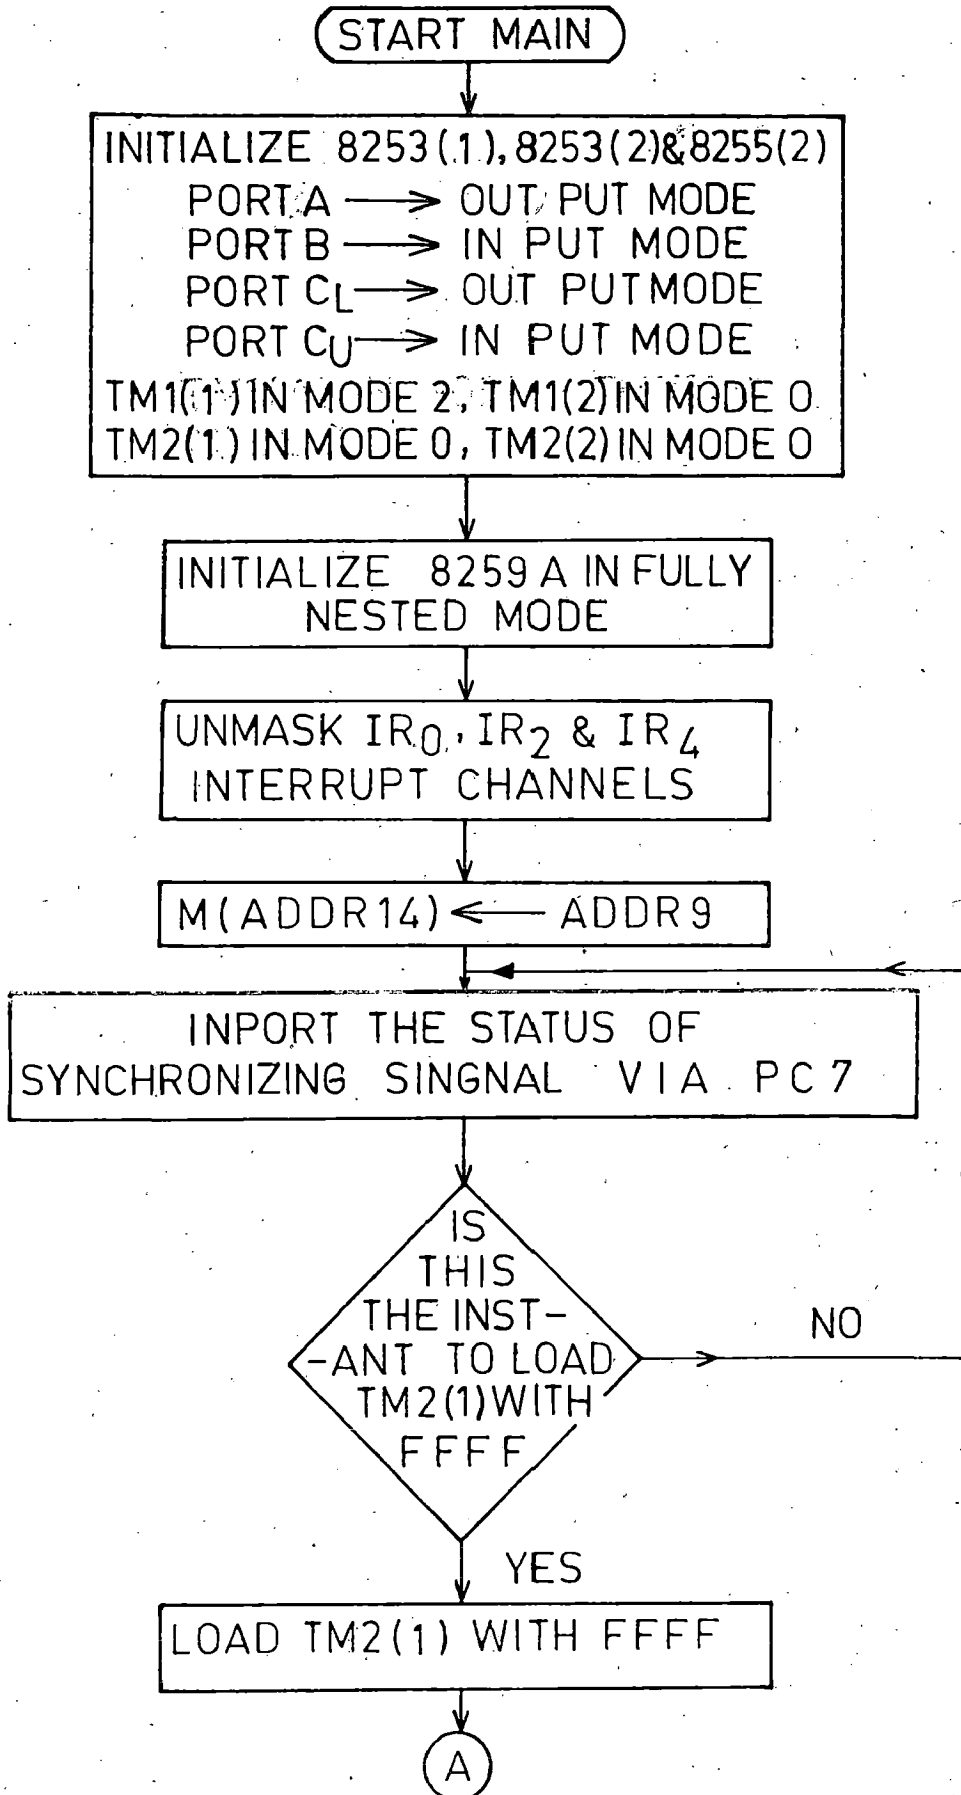 START MAIN
INITIALIZE 8253(1), 8253(2)& 8255(2)
PORT A → OUT PUT MODE
PORT B → IN PUT MODE
PORT CL → OUT PUT MODE
PORT CU → IN PUT MODE
TM1(1) IN MODE 2, TM1(2) IN MODE 0
TM2(1) IN MODE 0, TM2(2) IN MODE 0
INITIALIZE 8259 A IN FULLY
NESTED MODE
UNMASK IR0, IR2 & IR4
INTERRUPT CHANNELS
M(ADDR14) ← ADDR9
INPORT THE STATUS OF
SYNCHRONIZING SINGNAL VIA PC7
IS
THIS
THE INST-
-ANT TO LOAD
TM2(1) WITH
FFFF
NO
YES
LOAD TM2(1) WITH FFFF
A